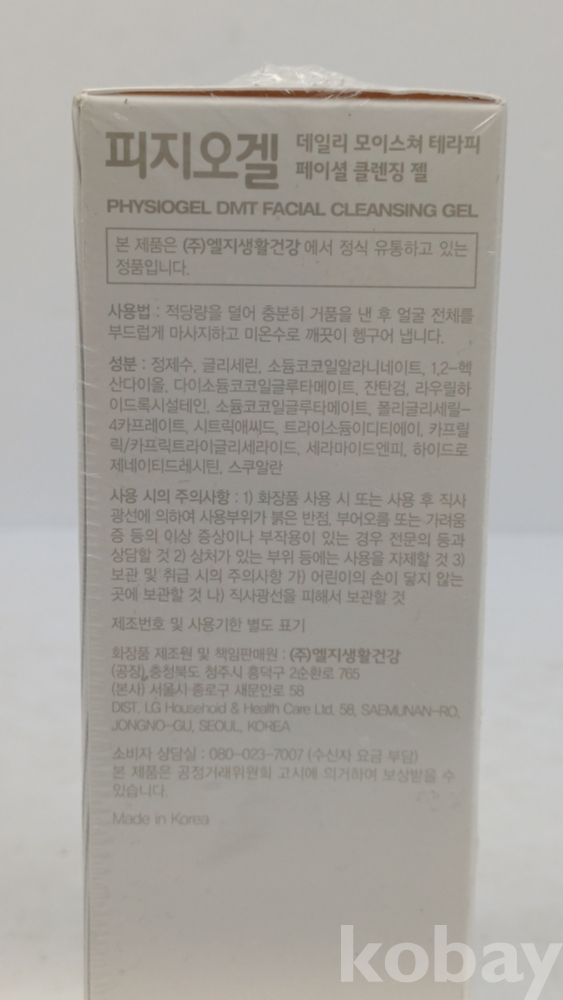 피지오겔 데일리 모이스쳐 테라피
페이셜 클렌징 젤
PHYSIOGEL DMT FACIAL CLEANSING GEL
본 제품은 (주)엘지생활건강 에서 정식 유통하고 있는
정품입니다.
사용법 : 적당량을 덜어 충분히 거품을 낸 후 얼굴 전체를
부드럽게 마사지하고 미온수로 깨끗이 헹구어 냅니다.
성분 : 정제수, 글리세린, 소듐코코일알라니네이트, 1,2-헥
산다이올, 다이소듐코코일글루타메이트, 잔탄검, 라우릴하
이드록시설테인, 소듐코코일글루타메이트, 폴리글리세릴-
4카프레이트, 시트릭애씨드, 트라이소듐이디티에이, 카프릴
릭/카프릭트라이글리세라이드, 세라마이드엔피, 하이드로
제네이티드레시틴, 스쿠알란
사용 시의 주의사항 : 1) 화장품 사용 시 또는 사용 후 직사
광선에 의하여 사용부위가 붉은 반점, 부어오름 또는 가려움
증 등의 이상 증상이나 부작용이 있는 경우 전문의 등과
상담할 것 2) 상처가 있는 부위 등에는 사용을 자제할 것 3)
보관 및 취급 시의 주의사항 가) 어린이의 손이 닿지 않는
곳에 보관할 것 나) 직사광선을 피해서 보관할 것
제조번호 및 사용기한 별도 표기
화장품 제조원 및 책임판매원 : (주)엘지생활건강
(공장) 충청북도 청주시 흥덕구 2순환로 765
(본사) 서울시 종로구 새문안로 58
DIST. LG Household & Health Care Ltd. 58, SAEMUNAN-RO,
JONGNO-GU, SEOUL, KOREA
소비자 상담실 : 080-023-7007 (수신자 요금 부담)
본 제품은 공정거래위원회 고시에 의거하여 보상받을 수
있습니다.
Made in Korea
kobay